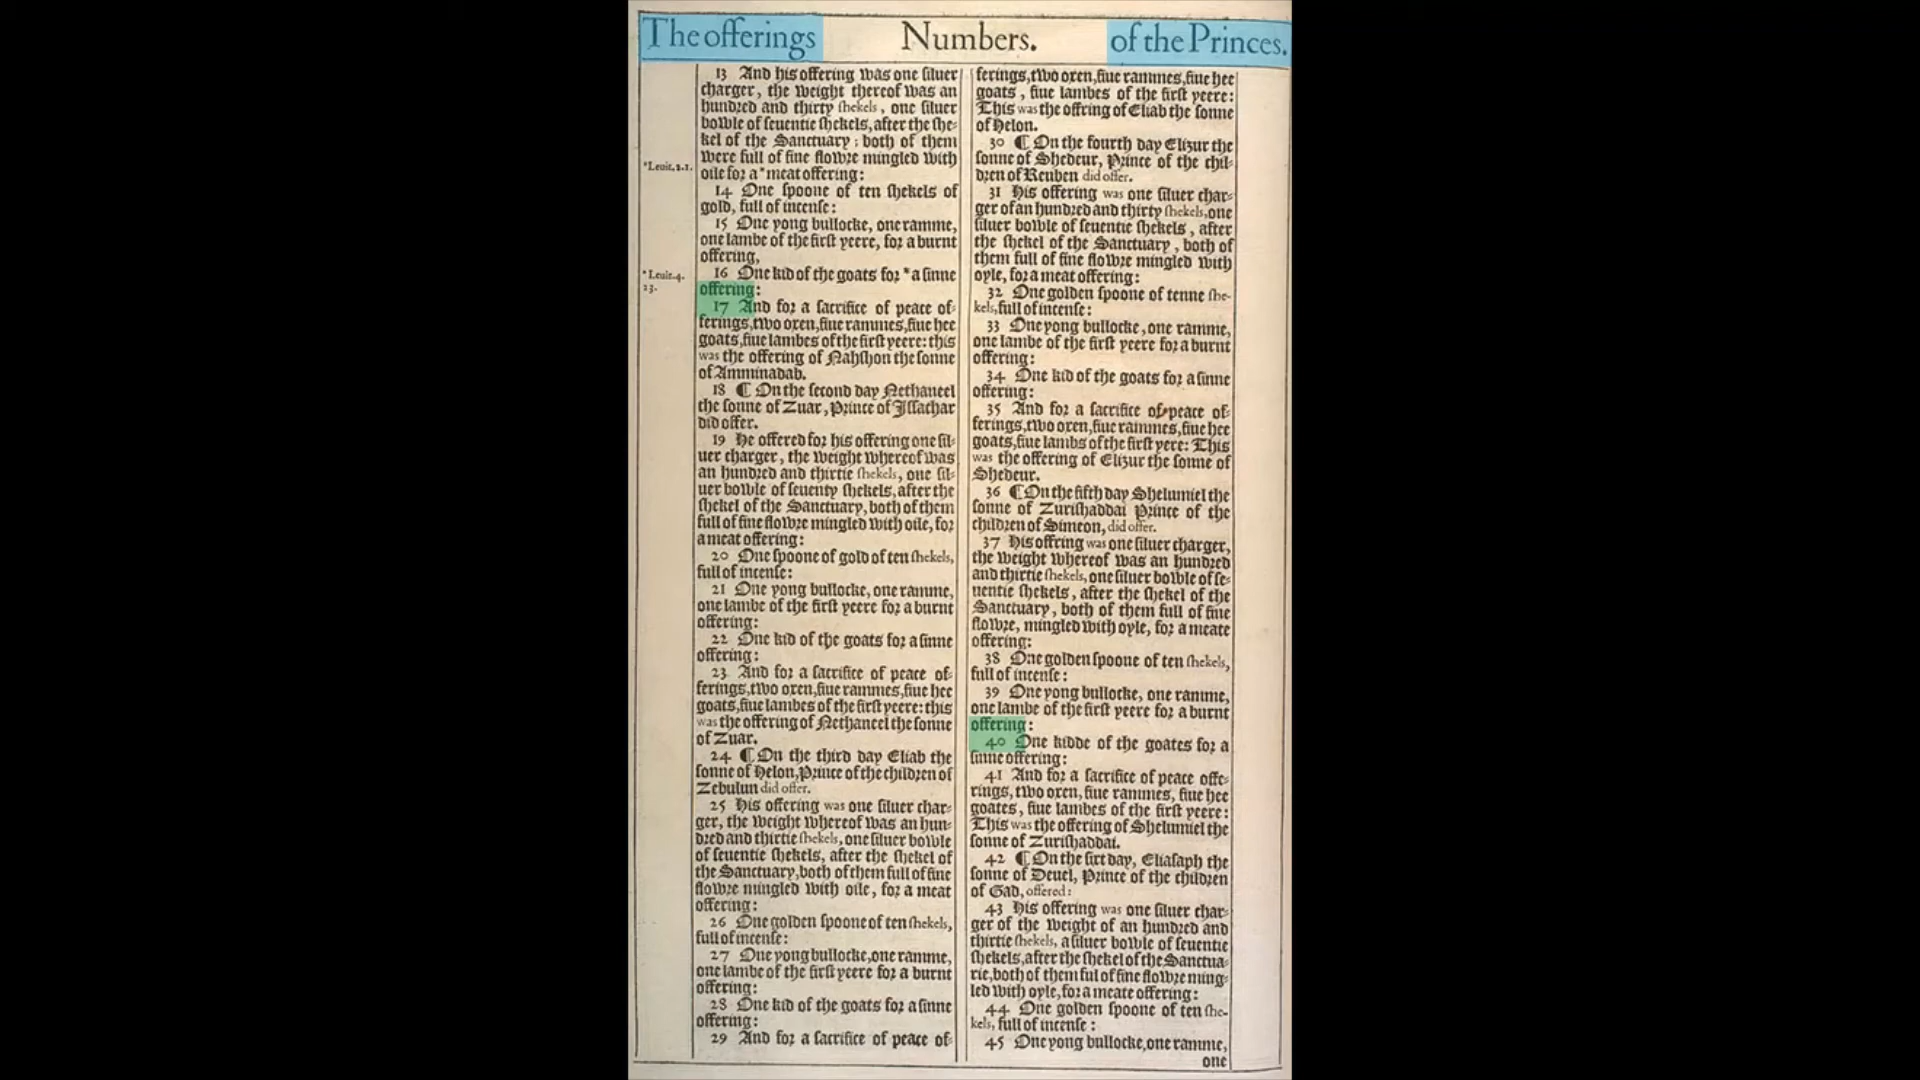 The offerings Numbers. of the Princes.
13 And his offering was one siluer
charger, the weight thereof was an
hundred and thirty shekels, one siluer
bowle of seuentie shekels, after the she-
kel of the Sanctuary; both of them
were full of fine flowre mingled with
*Leuit.2.1.
oile for a *meat offering:
14 One spoone of ten shekels of
gold, full of incense:
15 One yong bullocke, one ramme,
one lambe of the first yeere, for a burnt
offering,
*Leuit.4.
23.
16 One kid of the goats for *a sinne
offering:
17 And for a sacrifice of peace of-
ferings, two oxen, fiue rammes, fiue hee
goats, fiue lambes of the first yeere: this
was the offering of Nahshon the sonne
of Amminadab.
18 ¶ On the second day Nethaneel
the sonne of Zuar, Prince of Issachar
did offer.
19 He offered for his offering one sil-
uer charger, the weight whereof was
an hundred and thirtie shekels, one sil-
uer bowle of seuenty shekels, after the
shekel of the Sanctuary, both of them
full of fine flowre mingled with oile, for
a meat offering:
20 One spoone of gold of ten shekels,
full of incense:
21 One yong bullocke, one ramme,
one lambe of the first yeere for a burnt
offering:
22 One kid of the goats for a sinne
offering:
23 And for a sacrifice of peace of-
ferings, two oxen, fiue rammes, fiue hee
goats, fiue lambes of the first yeere: this
was the offering of Nethaneel the sonne
of Zuar.
24 ¶ On the third day Eliab the
sonne of Helon, Prince of the children of
Zebulun did offer.
25 His offering was one siluer char-
ger, the weight whereof was an hun-
dred and thirtie shekels, one siluer bowle
of seuentie shekels, after the shekel of
the Sanctuary, both of them full of fine
flowre mingled with oile, for a meat
offering:
26 One golden spoone of ten shekels,
full of incense:
27 One yong bullocke, one ramme,
one lambe of the first yeere for a burnt
offering:
28 One kid of the goats for a sinne
offering:
29 And for a sacrifice of peace of-
ferings, two oxen, fiue rammes, fiue hee
goats, fiue lambes of the first yeere:
This was the offring of Eliab the sonne
of Helon.
30 ¶ On the fourth day Elizur the
sonne of Shedeur, Prince of the chil-
dren of Reuben did offer.
31 His offering was one siluer char-
ger of an hundred and thirty shekels, one
siluer bowle of seuentie shekels, after
the shekel of the Sanctuary, both of
them full of fine flowre mingled with
oyle, for a meat offering:
32 One golden spoone of tenne she-
kels, full of incense:
33 One yong bullocke, one ramme,
one lambe of the first yeere for a burnt
offering:
34 One kid of the goats for a sinne
offering:
35 And for a sacrifice of peace of-
ferings, two oxen, fiue rammes, fiue hee
goats, fiue lambs of the first yere: This
was the offering of Elizur the sonne of
Shedeur.
36 ¶ On the fifth day Shelumiel the
sonne of Zurishaddai Prince of the
children of Simeon, did offer.
37 His offring was one siluer charger,
the weight whereof was an hundred
and thirtie shekels, one siluer bowle of se-
uentie shekels, after the shekel of the
Sanctuary, both of them full of fine
flowre, mingled with oyle, for a meate
offering:
38 One golden spoone of ten shekels,
full of incense:
39 One yong bullocke, one ramme,
one lambe of the first yeere for a burnt
offering:
40 One kidde of the goates for a
sinne offering:
41 And for a sacrifice of peace offe-
rings, two oxen, fiue rammes, fiue hee
goates, fiue lambes of the first yeere:
This was the offering of Shelumiel the
sonne of Zurishaddai.
42 ¶ On the sixt day, Eliasaph the
sonne of Deuel, Prince of the children
of Gad, offered:
43 His offering was one siluer char-
ger of the weight of an hundred and
thirtie shekels, a siluer bowle of seuentie
shekels, after the shekel of the Sanctua-
rie, both of them ful of fine flowre ming-
led with oyle, for a meate offering:
44 One golden spoone of ten she-
kels, full of incense:
45 One yong bullocke, one ramme,
one